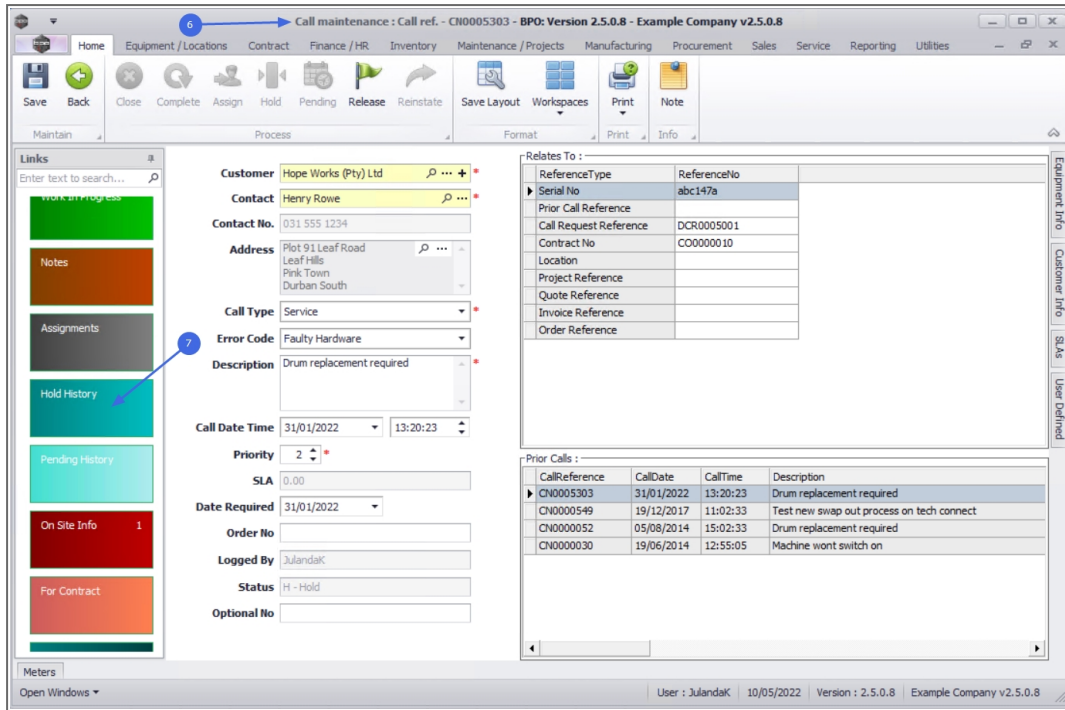 6
Call maintenance : Call ref. - CN0005303 - BPO: Version 2.5.0.8 - Example Company v2.5.0.8
Home Equipment / Locations Contract Finance / HR Inventory Maintenance / Projects Manufacturing Procurement Sales Service Reporting Utilities
Save Back Close Complete Assign Hold Pending Release Reinstate Save Layout Workspaces Print Note
Maintain Process Format Print Info
Links
Enter text to search...
Work In Progress
Notes
Assignments
7
Hold History
Pending History
On Site Info 1
For Contract
Customer Hope Works (Pty) Ltd *
Contact Henry Rowe *
Contact No. 031 555 1234
Address Plot 91 Leaf Road
Leaf Hills
Pink Town
Durban South
Call Type Service *
Error Code Faulty Hardware
Description Drum replacement required *
Call Date Time 31/01/2022 13:20:23
Priority 2 *
SLA 0.00
Date Required 31/01/2022
Order No
Logged By JulandaK
Status H - Hold
Optional No
Relates To :
ReferenceType ReferenceNo
Serial No abc147a
Prior Call Reference
Call Request Reference DCR0005001
Contract No CO0000010
Location
Project Reference
Quote Reference
Invoice Reference
Order Reference
Prior Calls :
CallReference CallDate CallTime Description
CN0005303 31/01/2022 13:20:23 Drum replacement required
CN0000549 19/12/2017 11:02:33 Test new swap out process on tech connect
CN0000052 05/08/2014 15:02:33 Drum replacement required
CN0000030 19/06/2014 12:55:05 Machine wont switch on
Equipment Info
Customer Info
SLAs
User Defined
Meters
Open Windows User : JulandaK 10/05/2022 Version : 2.5.0.8 Example Company v2.5.0.8